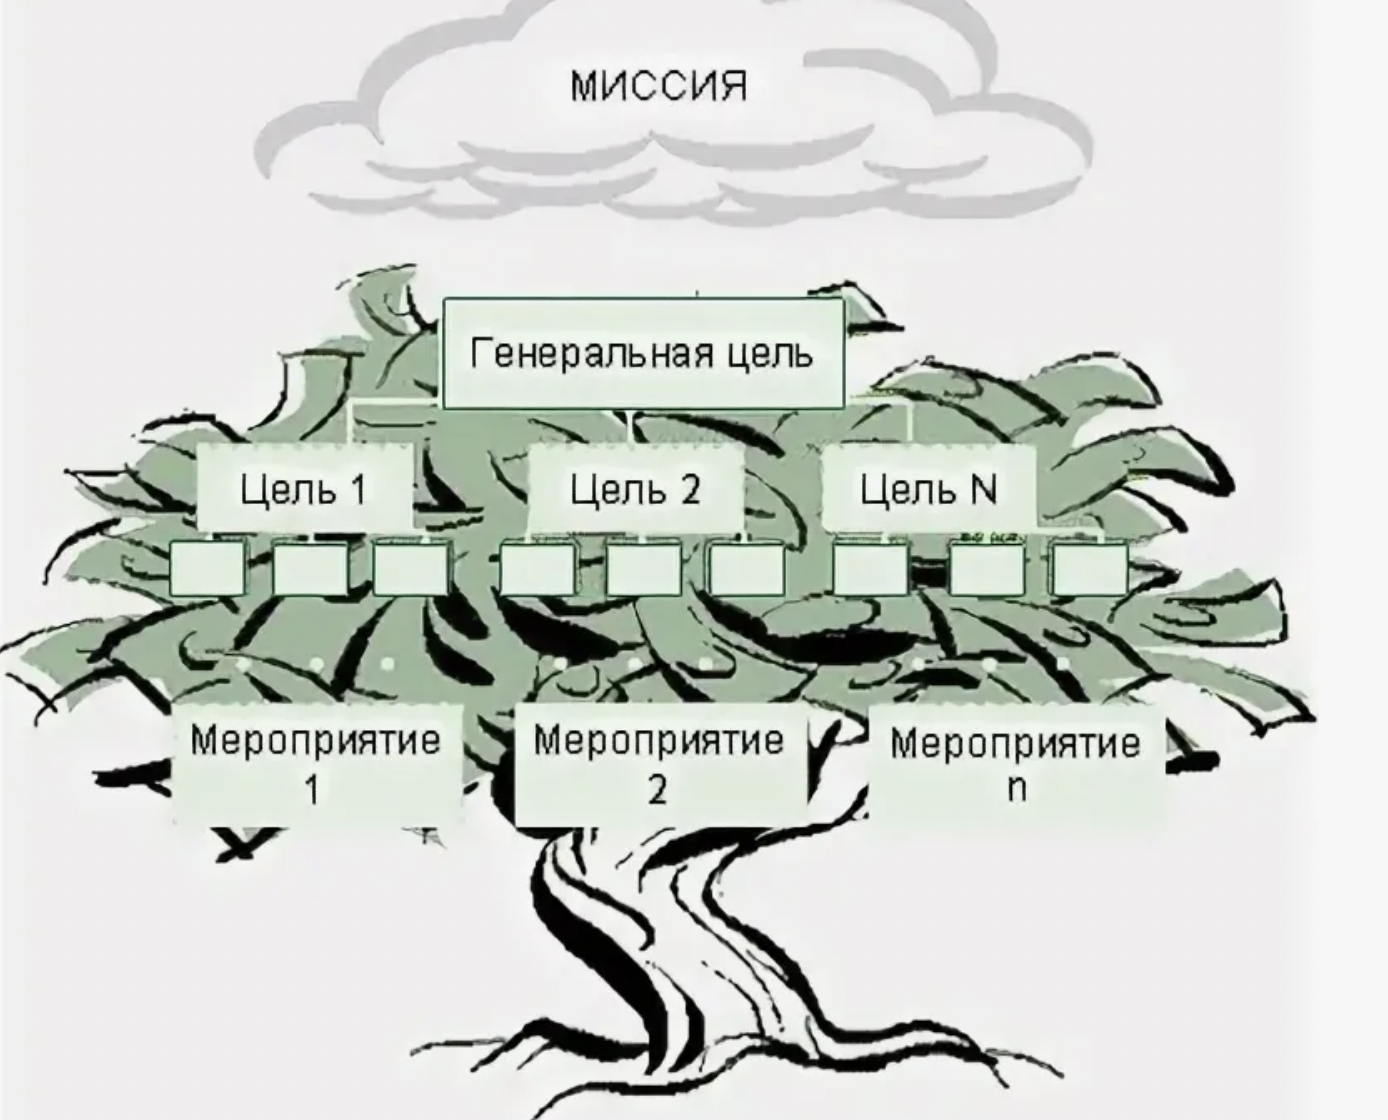 МИССИЯ
Генеральная цель
Цель 1
Цель 2
Цель N
Мероприятие
1
Мероприятие
2
Мероприятие
n